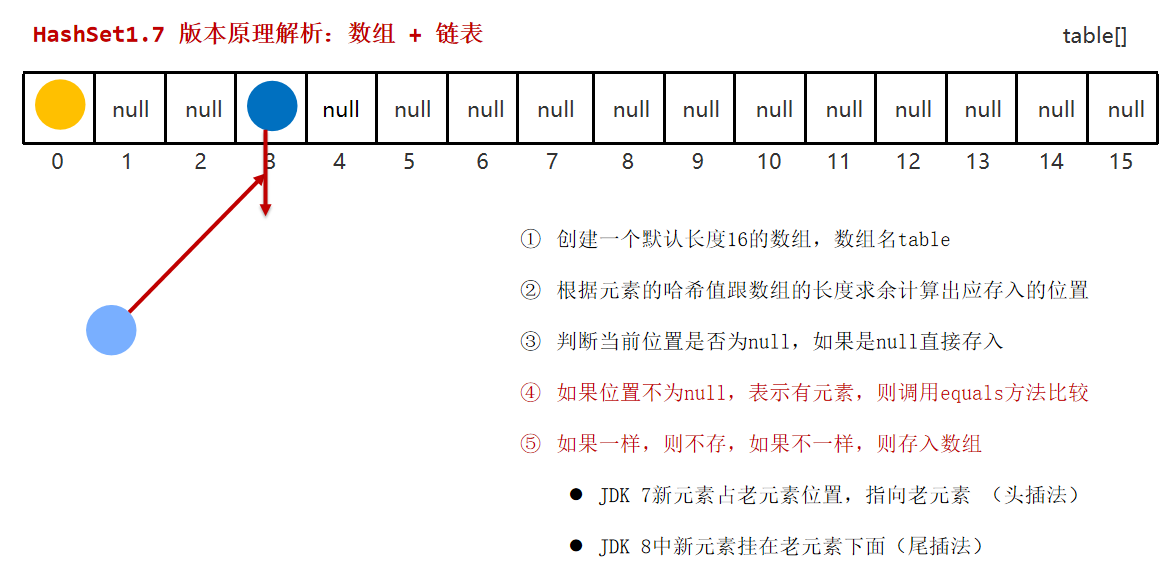 HashSet1.7 版本原理解析：数组 + 链表
table[]
null null null null null null null null null null null null null null
0 1 2 3 4 5 6 7 8 9 10 11 12 13 14 15
① 创建一个默认长度16的数组，数组名table
② 根据元素的哈希值跟数组的长度求余计算出应存入的位置
③ 判断当前位置是否为null，如果是null直接存入
④ 如果位置不为null，表示有元素，则调用equals方法比较
⑤ 如果一样，则不存，如果不一样，则存入数组
● JDK 7新元素占老元素位置，指向老元素 （头插法）
● JDK 8中新元素挂在老元素下面（尾插法）